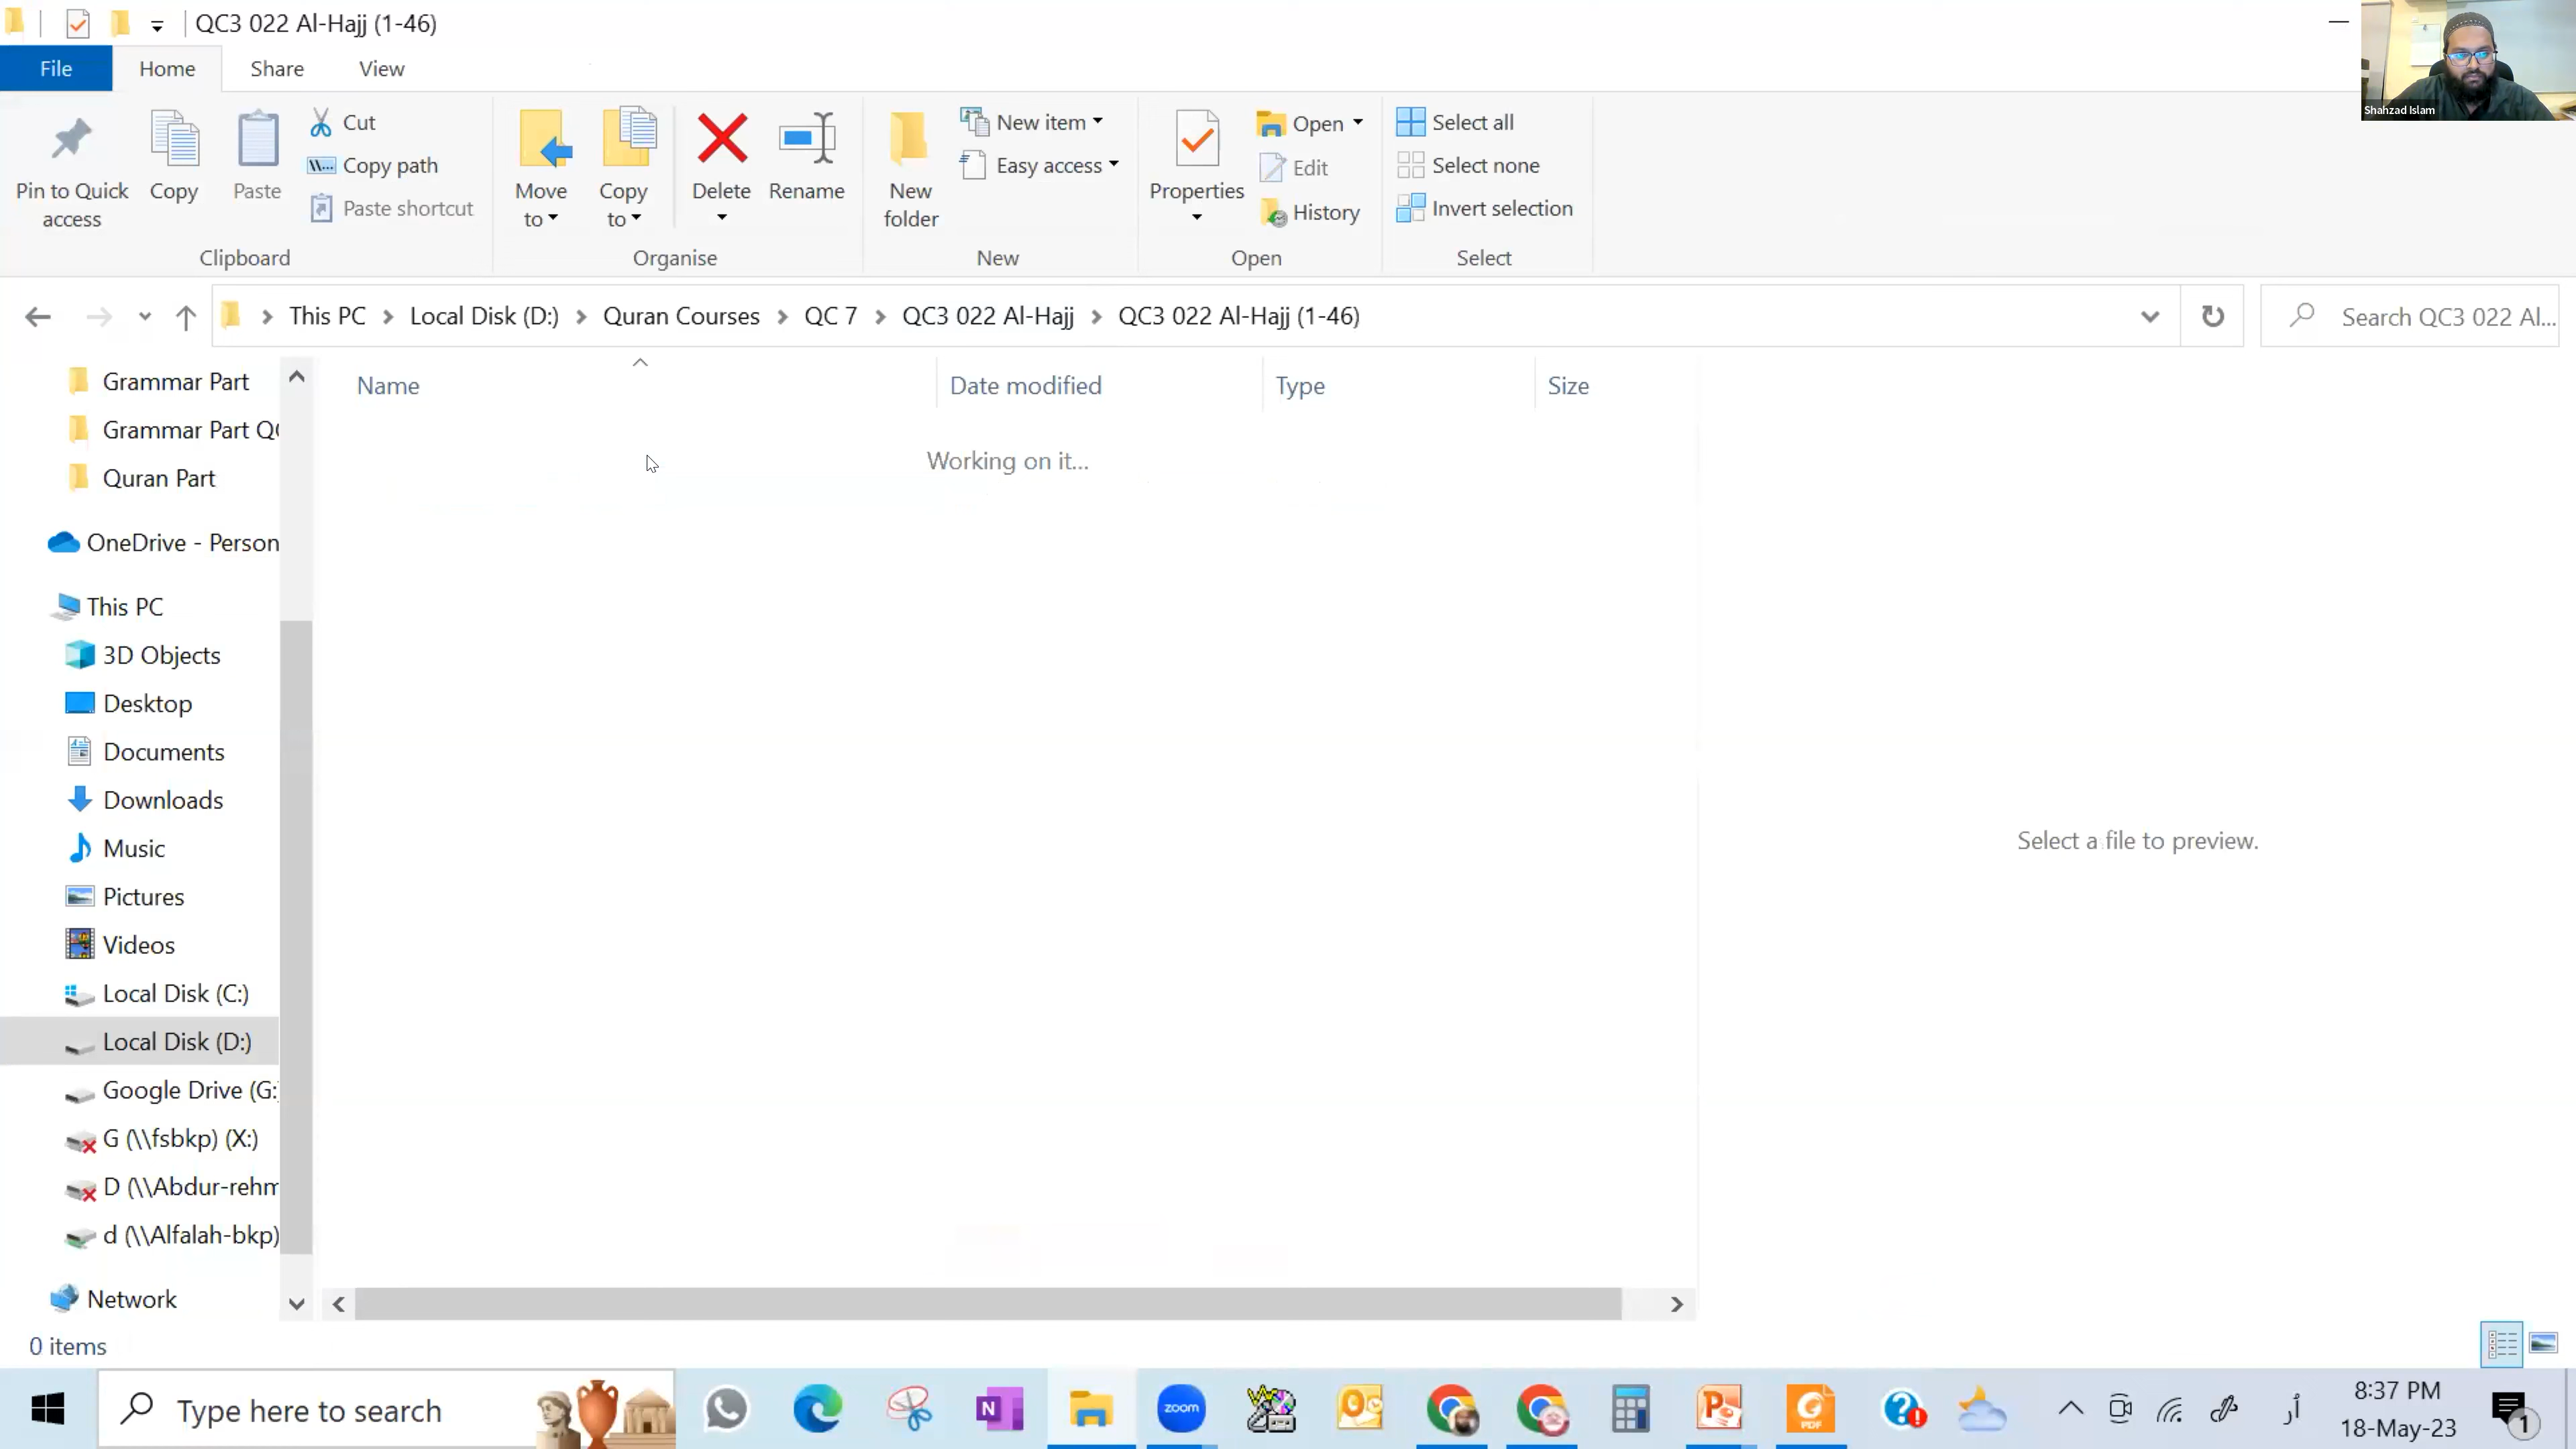 QC3 022 Al-Hajj (1-46)
File Home Share View
Pin to Quick access
Copy
Paste
Cut
Copy path
Paste shortcut
Clipboard
Move to
Copy to
Delete
Rename
Organise
New folder
New item
Easy access
New
Properties
Open
Edit
History
Open
Select all
Select none
Invert selection
Select
Shahzad Islam
This PC > Local Disk (D:) > Quran Courses > QC 7 > QC3 022 Al-Hajj > QC3 022 Al-Hajj (1-46)
Search QC3 022 Al...
Name Date modified Type Size
Working on it...
Select a file to preview.
Grammar Part
Grammar Part Q
Quran Part
OneDrive - Person
This PC
3D Objects
Desktop
Documents
Downloads
Music
Pictures
Videos
Local Disk (C:)
Local Disk (D:)
Google Drive (G:
G (\\fsbkp) (X:)
D (\\Abdur-rehm
d (\\Alfalah-bkp)
Network
0 items
Type here to search
zoom
PDF
أر
8:37 PM
18-May-23
1